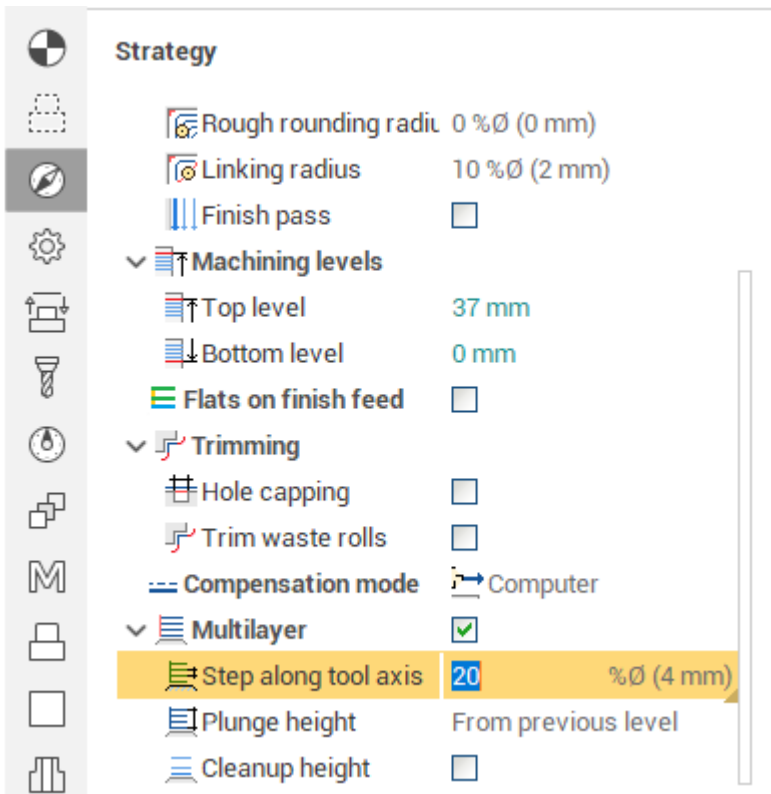 Strategy
Rough rounding radiu 0 %Ø (0 mm)
Linking radius 10 %Ø (2 mm)
Finish pass
Machining levels
Top level 37 mm
Bottom level 0 mm
Flats on finish feed
Trimming
Hole capping
Trim waste rolls
Compensation mode Computer
Multilayer
Step along tool axis 20 %Ø (4 mm)
Plunge height From previous level
Cleanup height